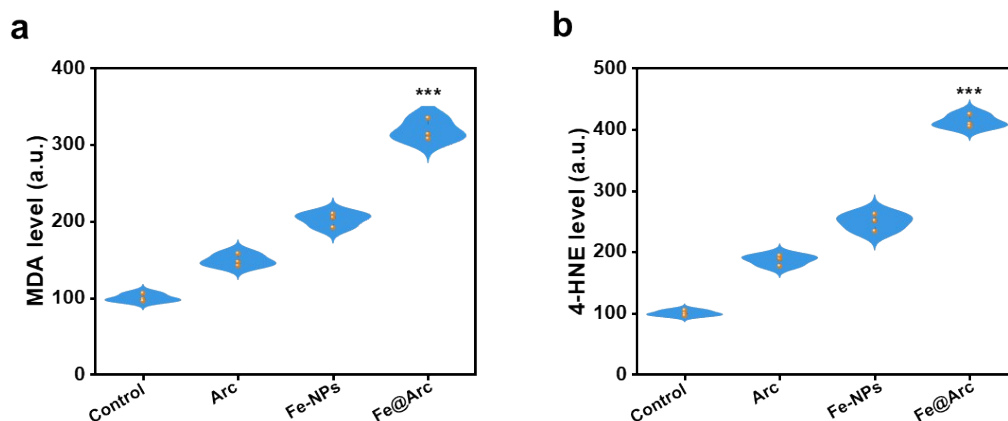 a
MDA level (a.u.)
400
300
200
100
0
***
Control
Arc
Fe-NPs
Fe@Arc
b
4-HNE level (a.u.)
500
400
300
200
100
0
***
Control
Arc
Fe-NPs
Fe@Arc